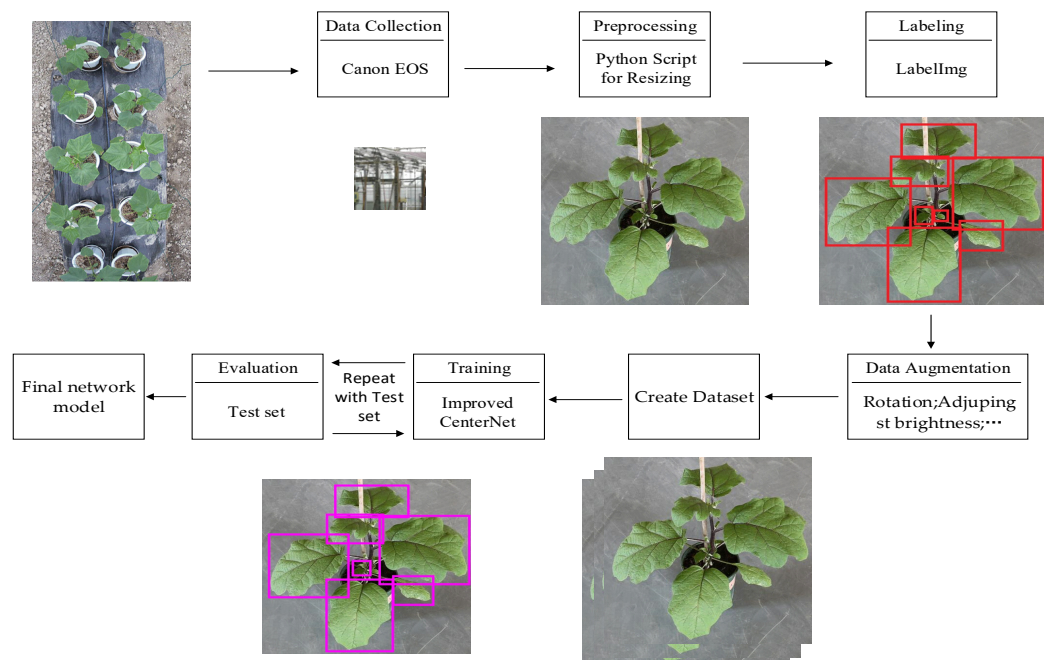 Data Collection
Canon EOS
Preprocessing
Python Script
for Resizing
Labeling
LabelImg
Final network
model
Evaluation
Test set
Repeat
with Test
set
Training
Improved
CenterNet
Create Dataset
Data Augmentation
Rotation;Adjuping
st brightness;···